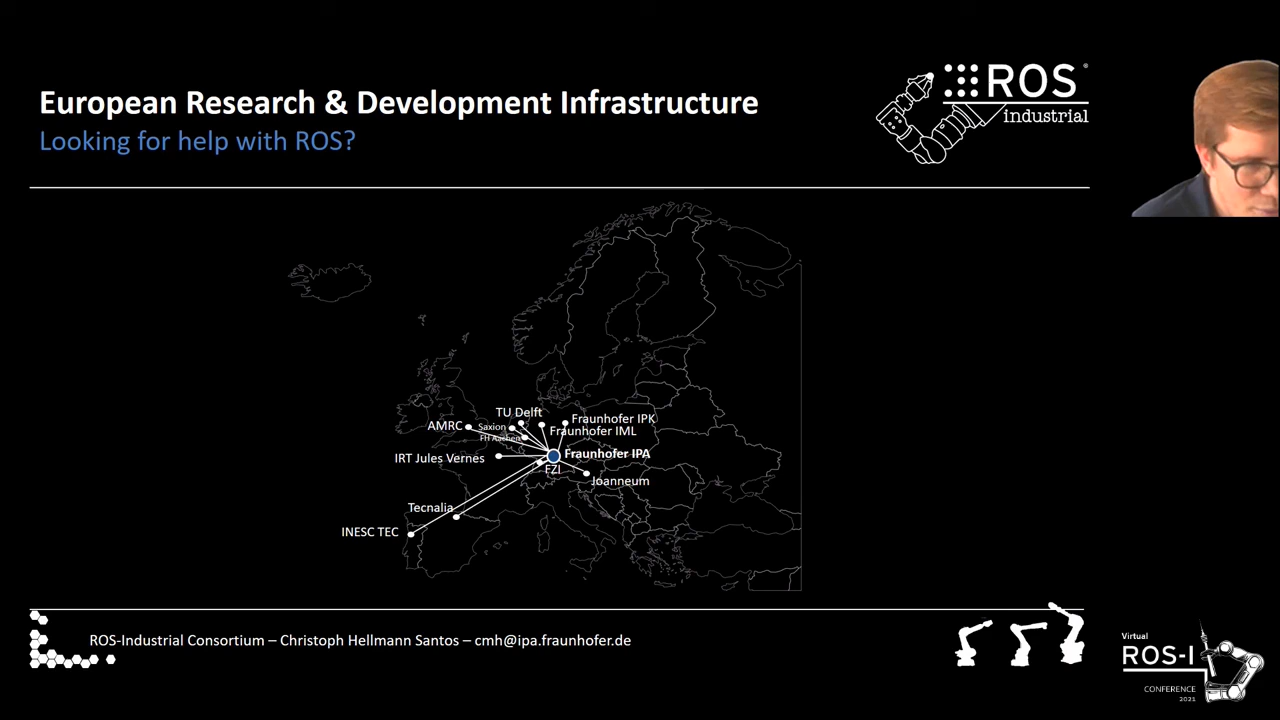 European Research & Development Infrastructure
Looking for help with ROS?
ROS
industrial
TU Delft
Fraunhofer IPK
AMRC
Saxion
Fraunhofer IML
FH Aachen
IRT Jules Vernes
Fraunhofer IPA
FZI
Joanneum
Tecnalia
INESC TEC
ROS-Industrial Consortium – Christoph Hellmann Santos – cmh@ipa.fraunhofer.de
Virtual
ROS-I
CONFERENCE
2021